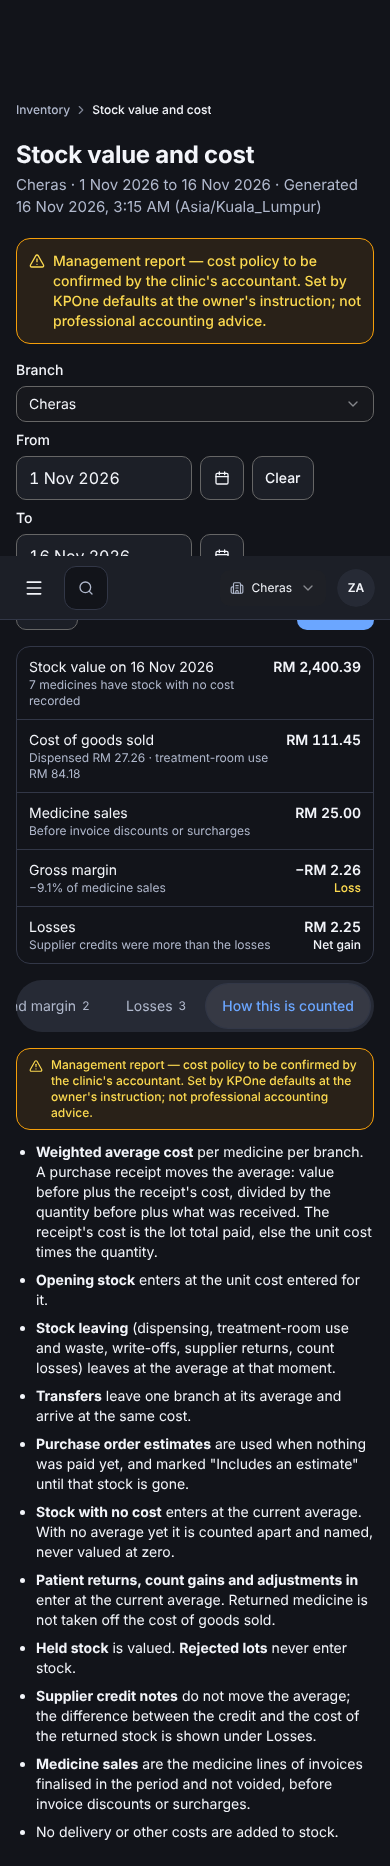 Inventory > Stock value and cost
Stock value and cost
Cheras · 1 Nov 2026 to 16 Nov 2026 · Generated
16 Nov 2026, 3:15 AM (Asia/Kuala_Lumpur)
Management report — cost policy to be
confirmed by the clinic's accountant. Set by
KPOne defaults at the owner's instruction; not
professional accounting advice.
Branch
Cheras
From
1 Nov 2026
Clear
To
16 Nov 2026
Cheras
ZA
Stock value on 16 Nov 2026 RM 2,400.39
7 medicines have stock with no cost
recorded
Cost of goods sold RM 111.45
Dispensed RM 27.26 · treatment-room use
RM 84.18
Medicine sales RM 25.00
Before invoice discounts or surcharges
Gross margin −RM 2.26
−9.1% of medicine sales Loss
Losses RM 2.25
Supplier credits were more than the losses Net gain
d margin 2 Losses 3 How this is counted
Management report — cost policy to be confirmed by
the clinic's accountant. Set by KPOne defaults at the
owner's instruction; not professional accounting
advice.
• Weighted average cost per medicine per branch.
A purchase receipt moves the average: value
before plus the receipt's cost, divided by the
quantity before plus what was received. The
receipt's cost is the lot total paid, else the unit cost
times the quantity.
• Opening stock enters at the unit cost entered for
it.
• Stock leaving (dispensing, treatment-room use
and waste, write-offs, supplier returns, count
losses) leaves at the average at that moment.
• Transfers leave one branch at its average and
arrive at the same cost.
• Purchase order estimates are used when nothing
was paid yet, and marked "Includes an estimate"
until that stock is gone.
• Stock with no cost enters at the current average.
With no average yet it is counted apart and named,
never valued at zero.
• Patient returns, count gains and adjustments in
enter at the current average. Returned medicine is
not taken off the cost of goods sold.
• Held stock is valued. Rejected lots never enter
stock.
• Supplier credit notes do not move the average;
the difference between the credit and the cost of
the returned stock is shown under Losses.
• Medicine sales are the medicine lines of invoices
finalised in the period and not voided, before
invoice discounts or surcharges.
• No delivery or other costs are added to stock.